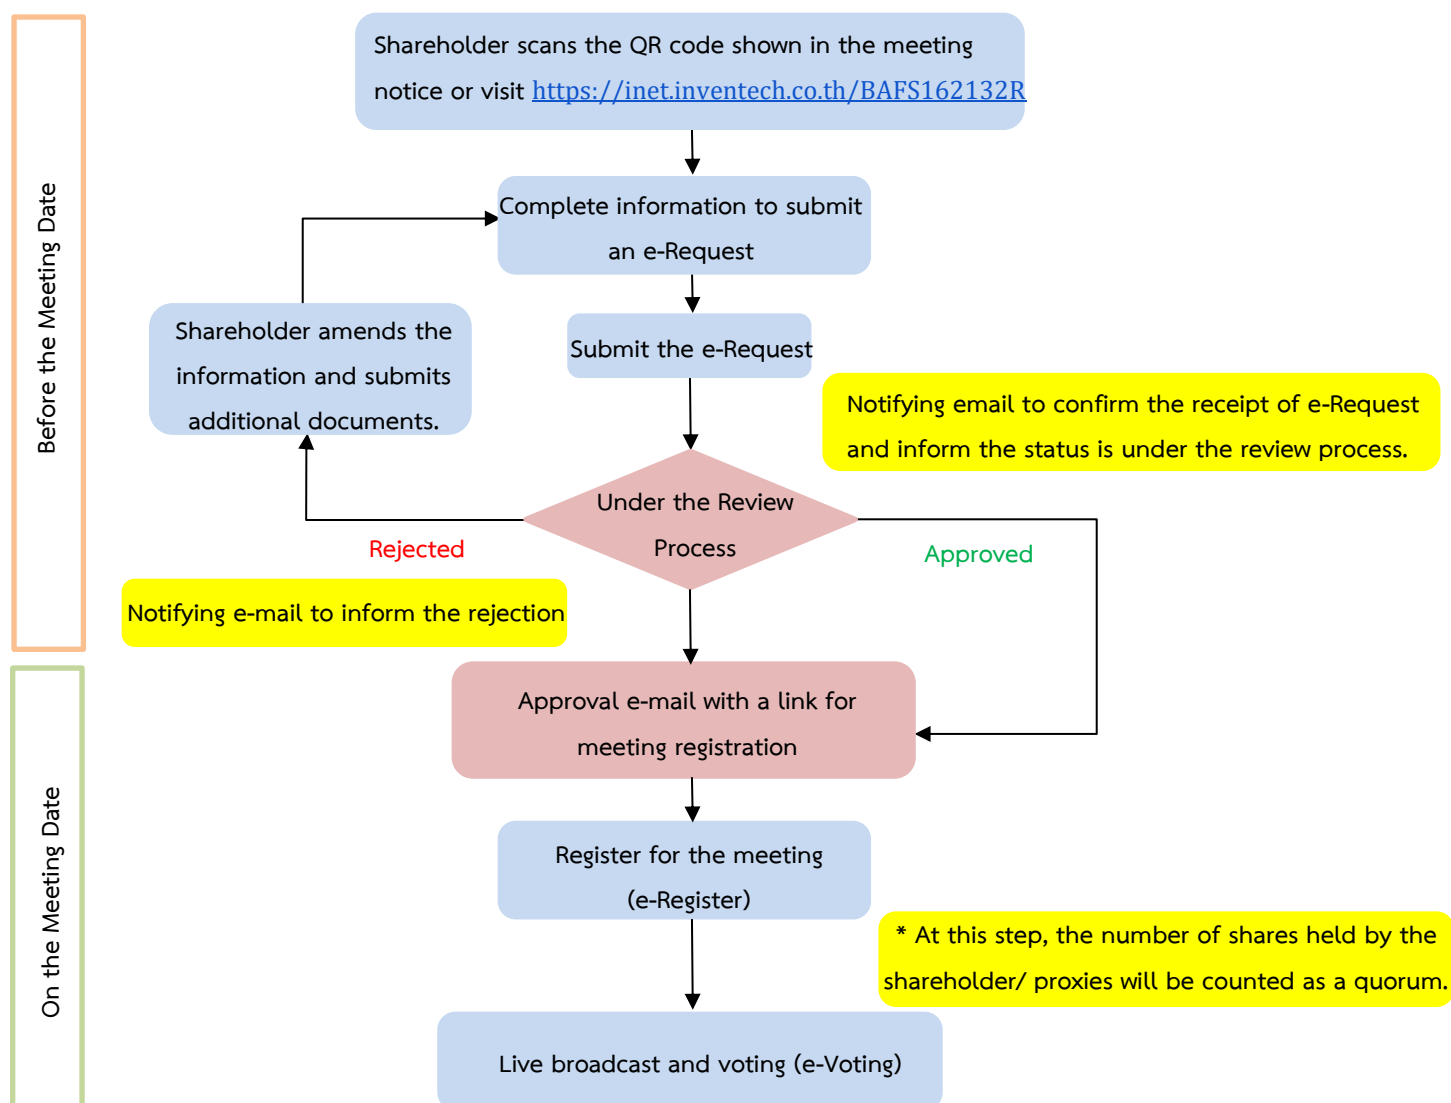 Shareholder scans the QR code shown in the meeting
notice or visit https://inet.inventech.co.th/BAFS162132R
Before the Meeting Date
Complete information to submit
an e-Request
Shareholder amends the
information and submits
additional documents.
Submit the e-Request
Notifying email to confirm the receipt of e-Request
and inform the status is under the review process.
Under the Review
Process
Rejected
Approved
Notifying e-mail to inform the rejection
On the Meeting Date
Approval e-mail with a link for
meeting registration
Register for the meeting
(e-Register)
* At this step, the number of shares held by the
shareholder/ proxies will be counted as a quorum.
Live broadcast and voting (e-Voting)